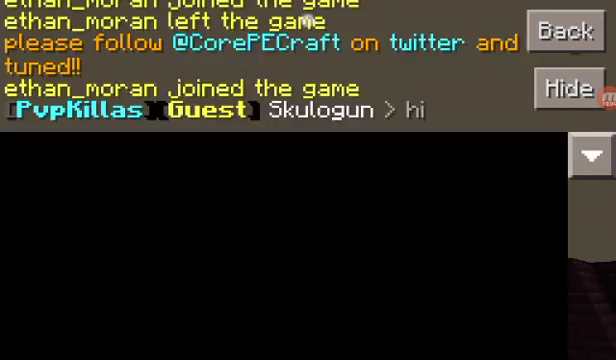 ethan_moran joined the game
ethan_moran left the game
please follow @CorePECraft on twitter and
tuned!!
ethan_moran joined the game
[PvpKillas][Guest] Skulogun > hi
Back
Hide